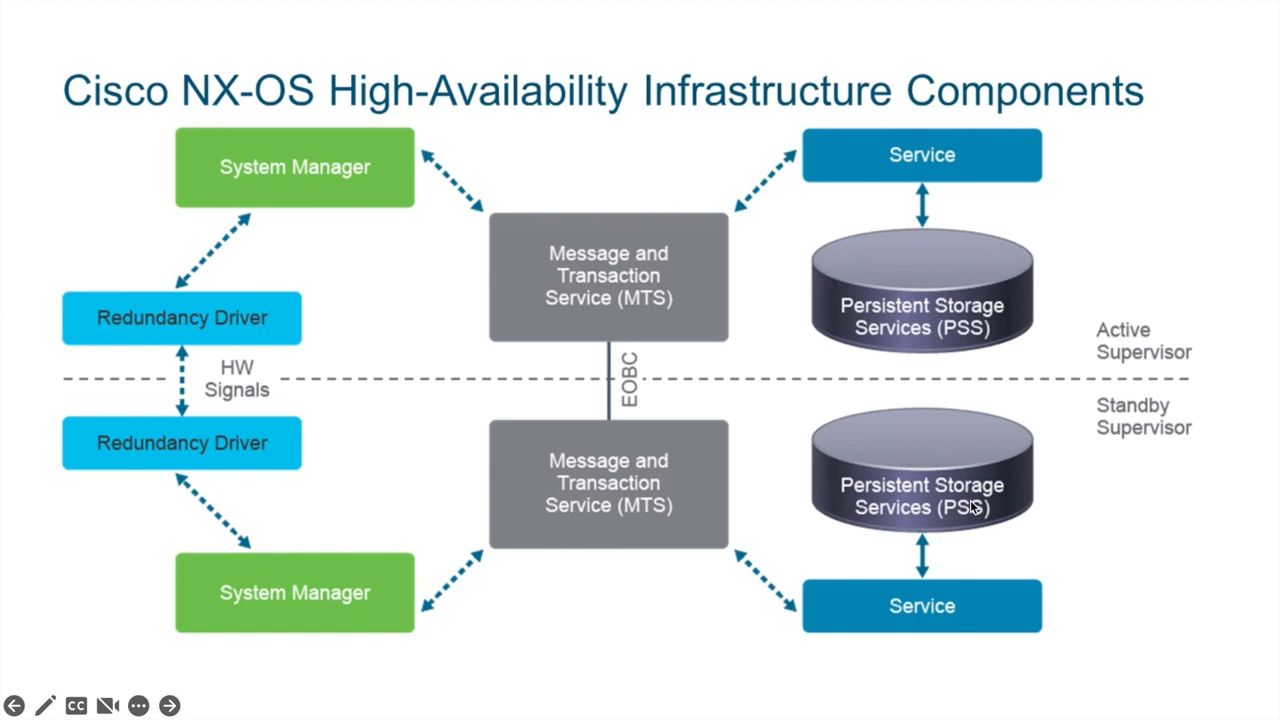 Cisco NX-OS High-Availability Infrastructure Components
System Manager
Service
Message and
Transaction
Service (MTS)
Persistent Storage
Services (PSS)
Redundancy Driver
Active
Supervisor
HW
Signals
EOBC
Standby
Supervisor
Redundancy Driver
Message and
Transaction
Service (MTS)
Persistent Storage
Services (PSS)
System Manager
Service
CC